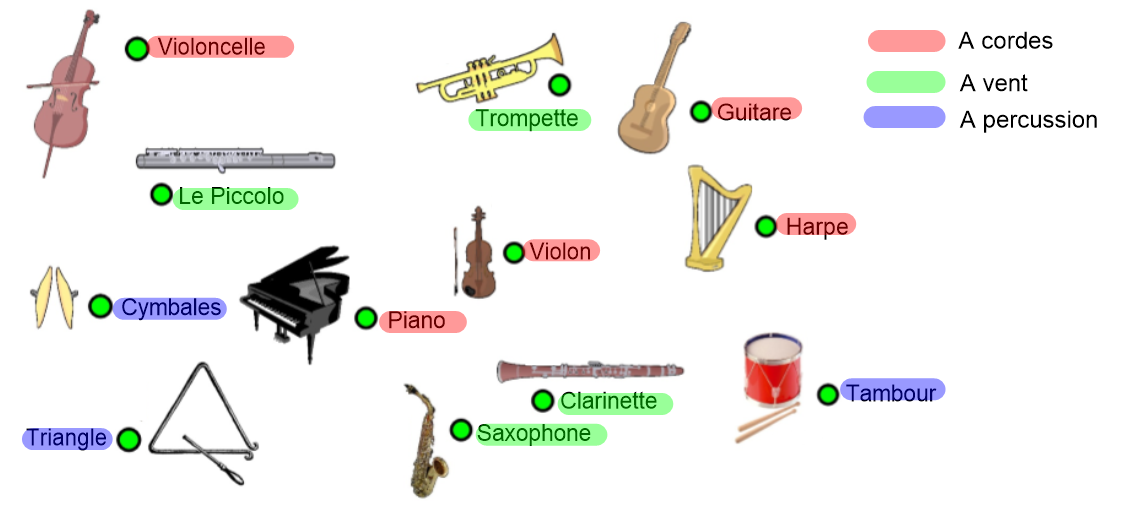 Violoncelle
A cordes
A vent
Trompette
Guitare
A percussion
Le Piccolo
Harpe
Violon
Cymbales
Piano
Clarinette
Tambour
Triangle
Saxophone